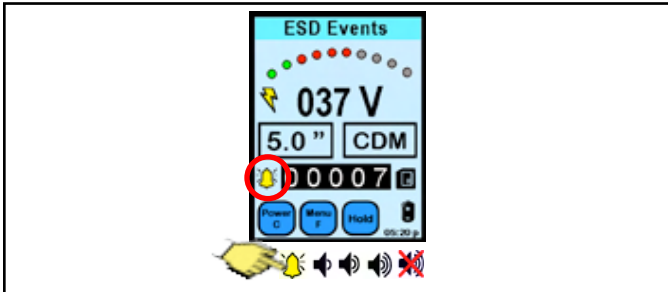 ESD Events
037 V
5.0 ” CDM
00007
Power Menu Hold
C F
05:20 p